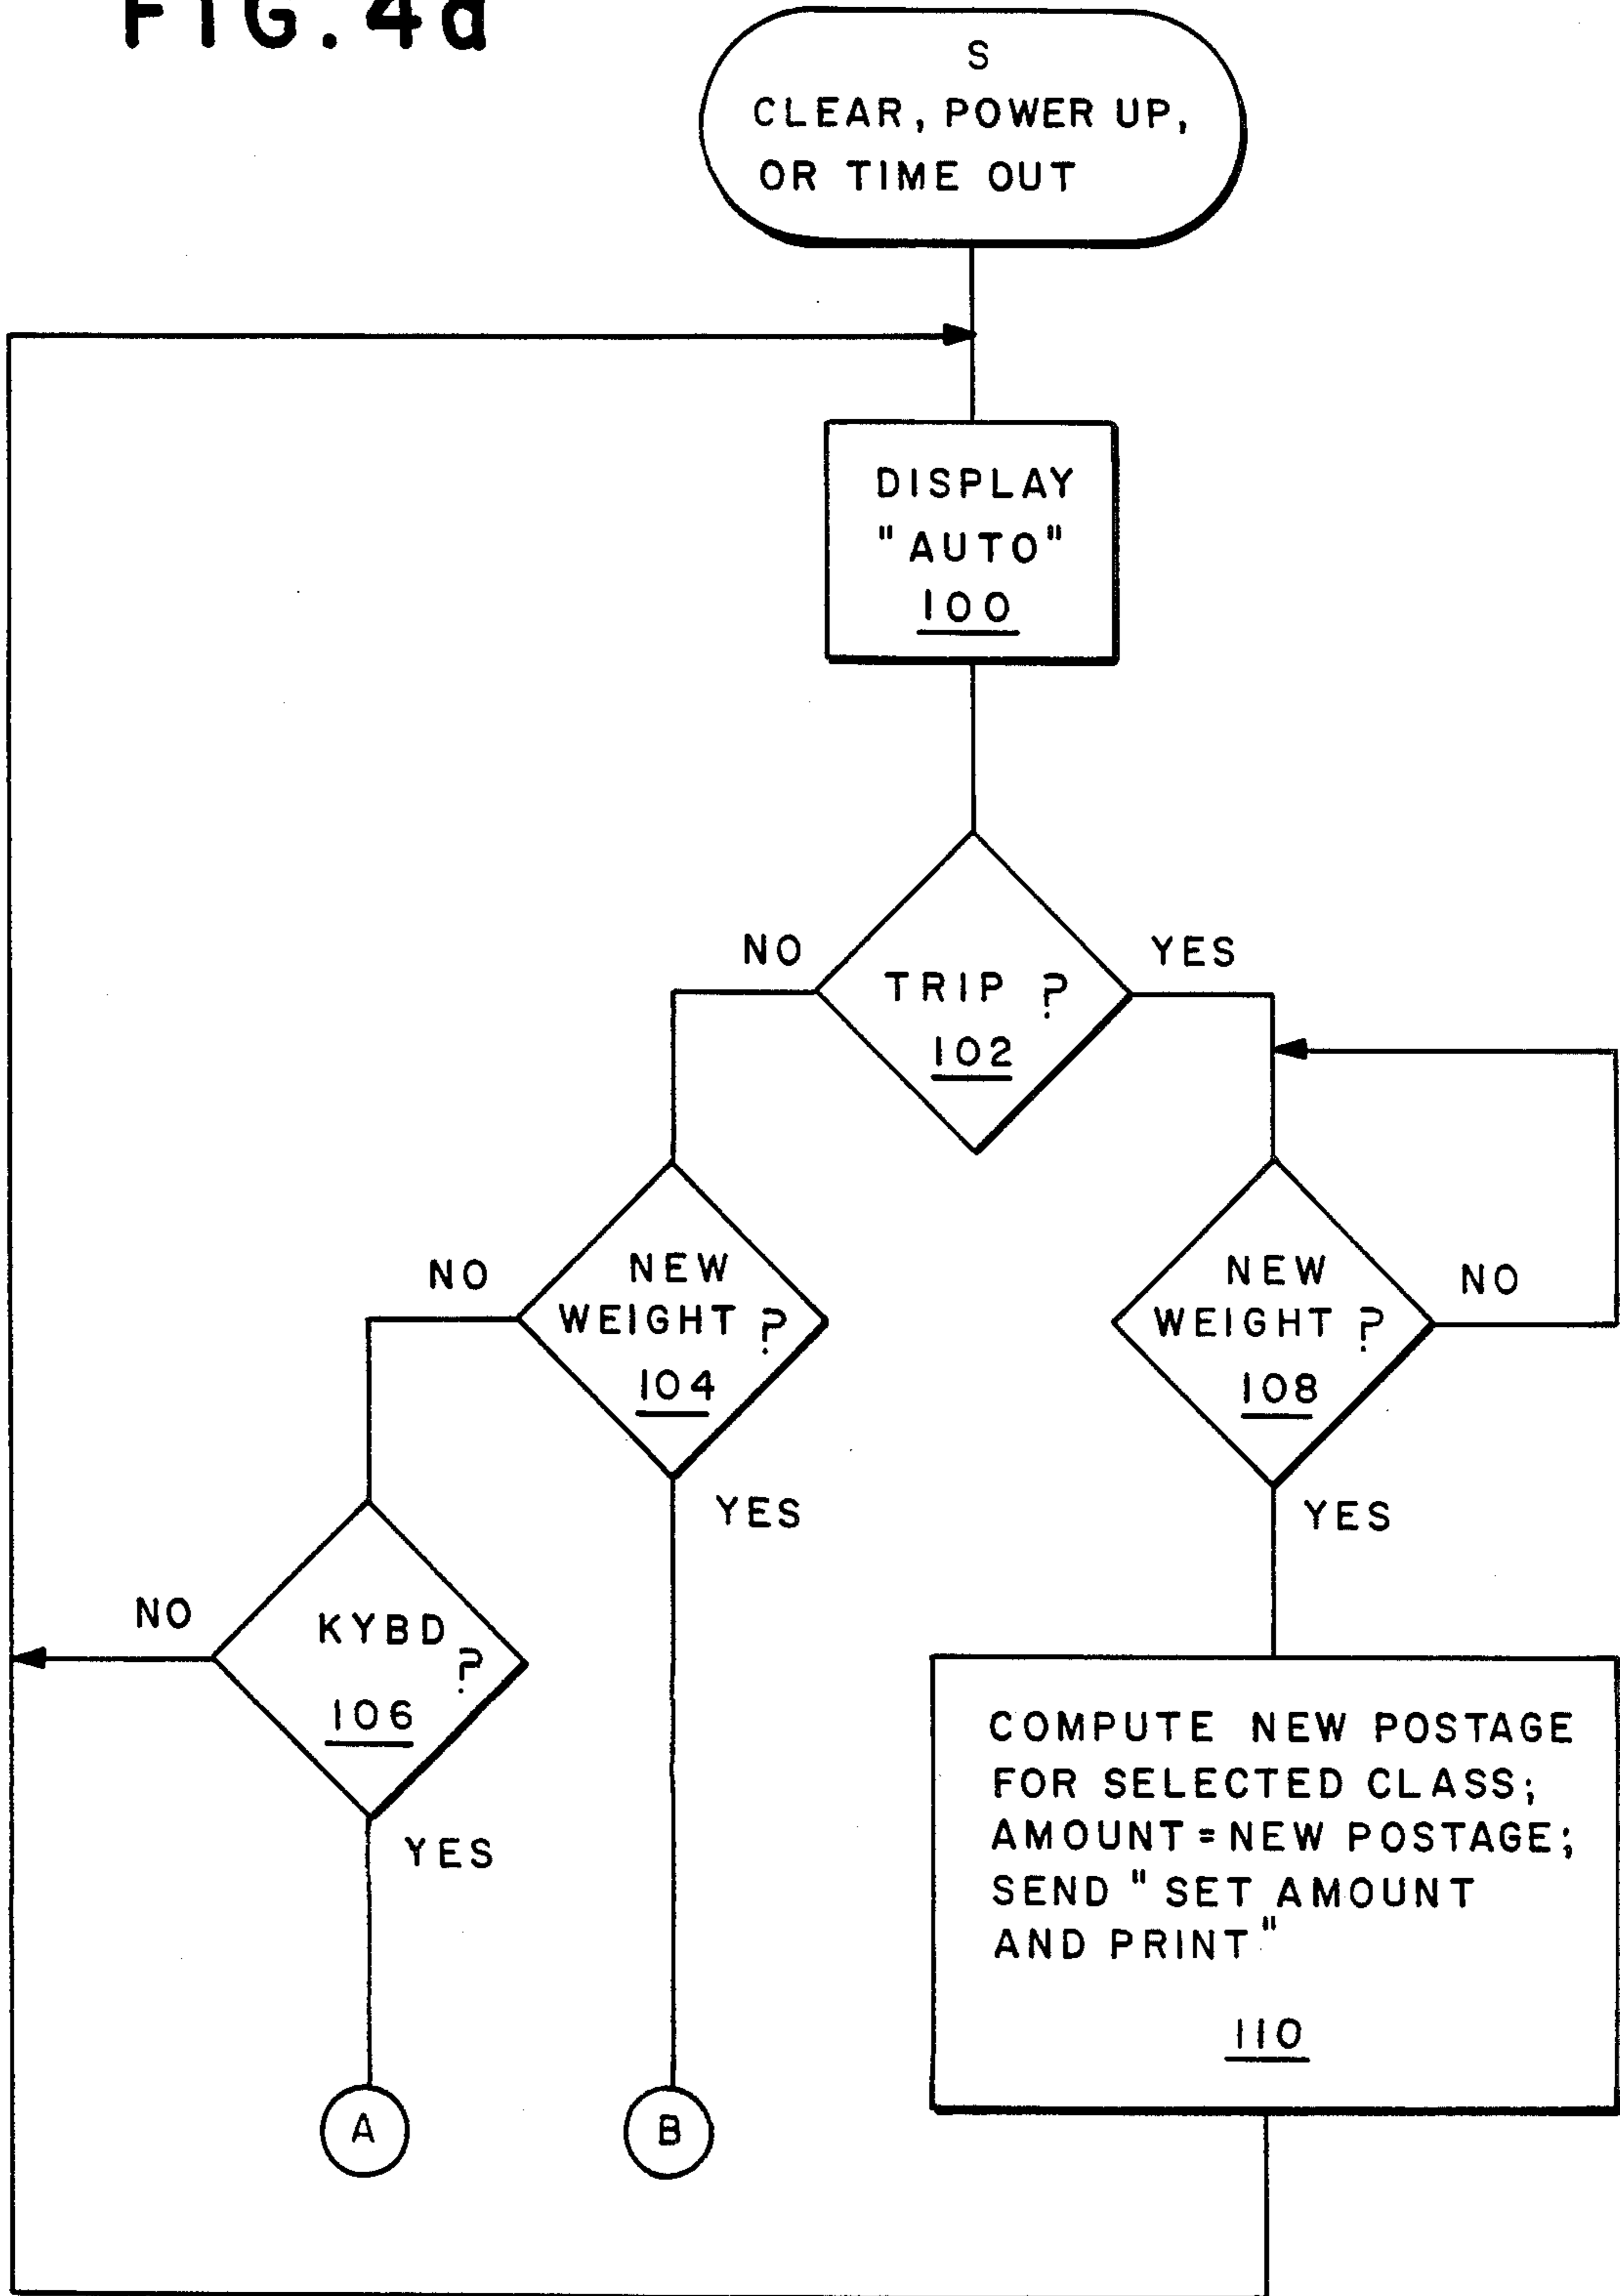 FIG. 4a
S
CLEAR, POWER UP,
OR TIME OUT
DISPLAY
"AUTO"
100
NO
YES
TRIP ?
102
NO
NEW
WEIGHT ?
104
YES
NEW
WEIGHT ?
108
NO
YES
NO
KYBD ?
106
YES
COMPUTE NEW POSTAGE
FOR SELECTED CLASS;
AMOUNT = NEW POSTAGE;
SEND "SET AMOUNT
AND PRINT"
110
A
B